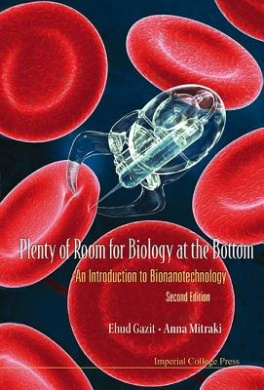 Plenty of Room for Biology at the Bottom
An Introduction to Bionanotechnology
Second Edition
Ehud Gazit • Anna Mitraki
Imperial College Press